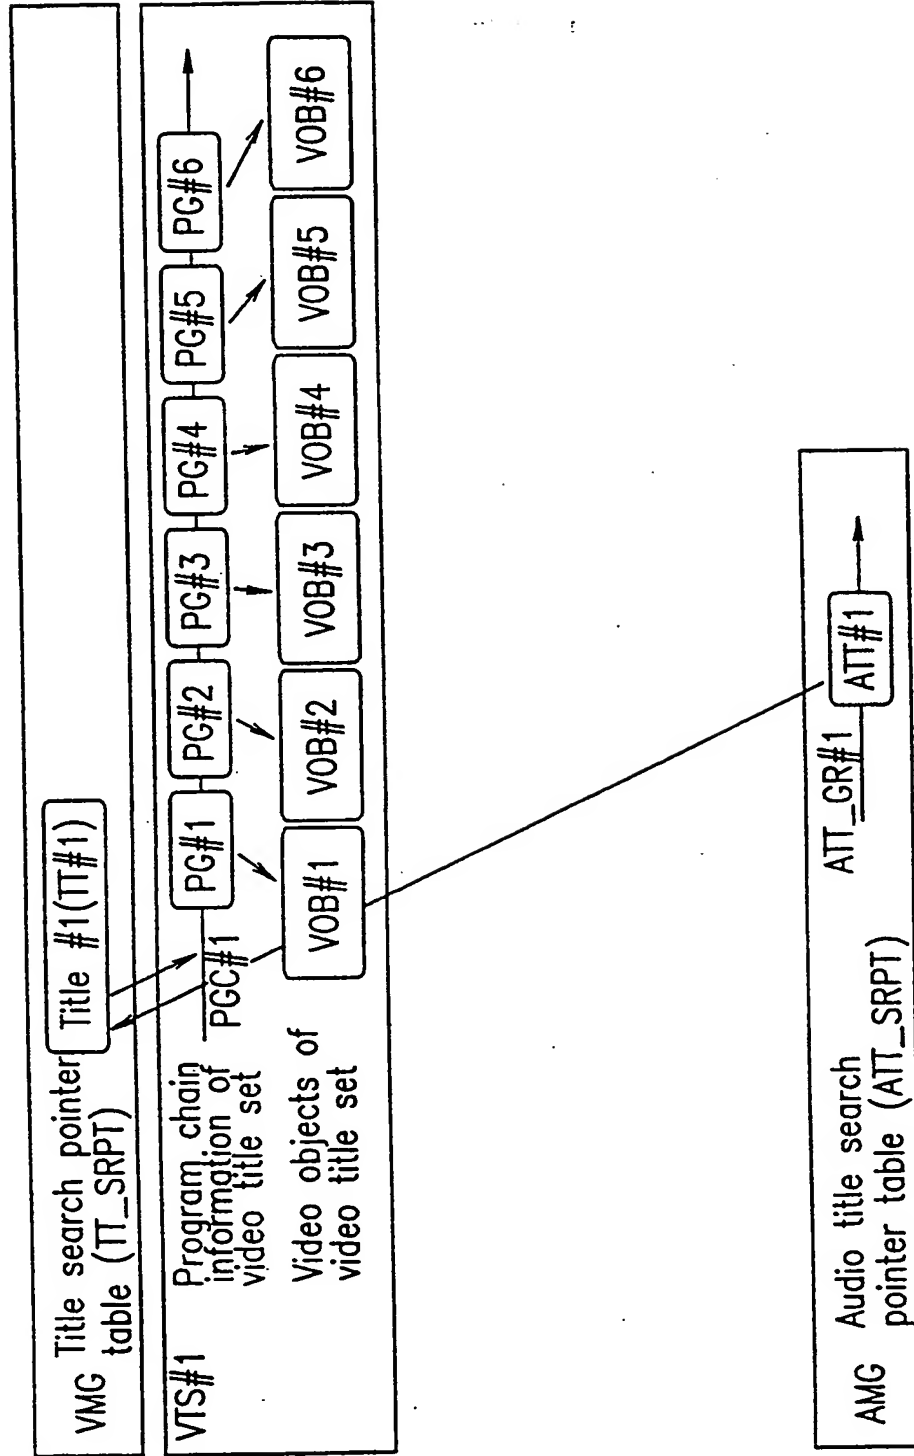 VMG
Title search pointer
table (TT_SRPT)
Title #1(TT#1)
VTS#1
Program chain
information of
video title set
PGC#1
PG#1
PG#2
PG#3
PG#4
PG#5
PG#6
Video objects of
video title set
VOB#1
VOB#2
VOB#3
VOB#4
VOB#5
VOB#6
AMG
Audio title search
pointer table (ATT_SRPT)
ATT_GR#1
ATT#1